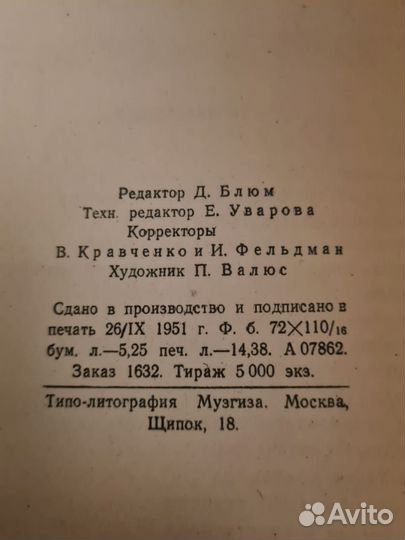 Редактор Д. Блюм
Техн. редактор Е. Уварова
Корректоры
В. Кравченко и И. Фельдман
Художник П. Валюс
Сдано в производство и подписано в
печать 26/IX 1951 г. Ф. б. 72×110/16
бум. л.—5,25 печ. л.—14,38. А 07862.
Заказ 1632. Тираж 5 000 экз.
Типо-литография Музгиза. Москва,
Щипок, 18.
Avito